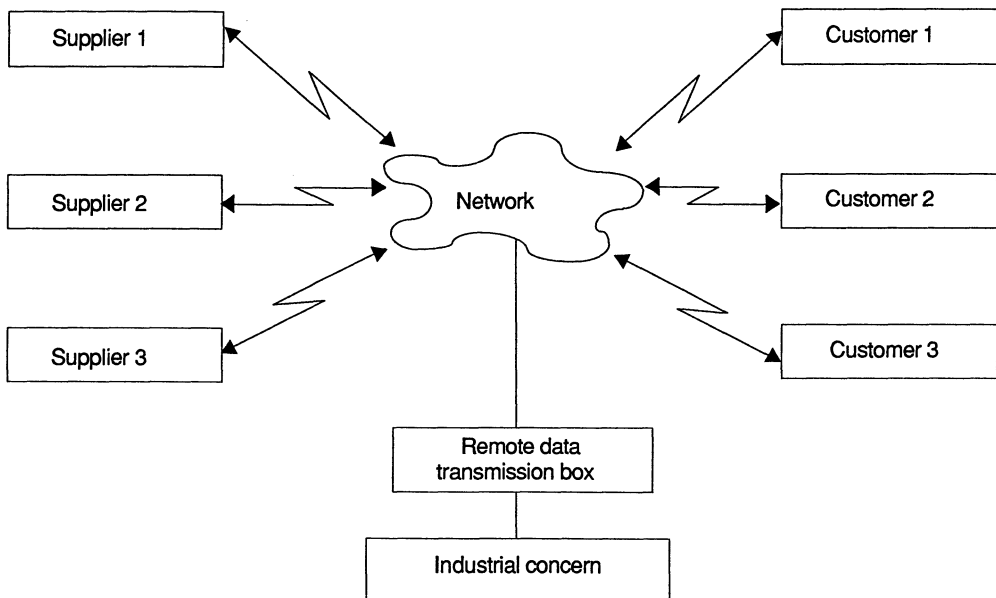 Supplier 1
Customer 1
Supplier 2
Network
Customer 2
Supplier 3
Customer 3
Remote data
transmission box
Industrial concern